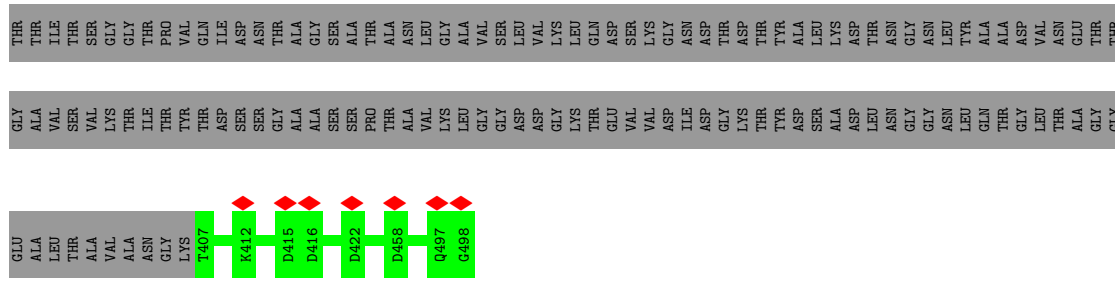 THR THR ILE THR SER GLY GLY THR PRO VAL GLN ILE ASP ASN THR ALA GLY SER ALA THR ALA ASN LEU GLY ALA VAL SER LEU VAL LYS LEU GLN ASP SER LYS GLY ASN ASP THR ASP THR TYR ALA LEU LYS ASP THR ASN GLY ASN LEU TYR ALA ALA ASP VAL ASN GLU THR THR
GLY ALA VAL SER VAL LYS THR ILE THR TYR THR ASP SER SER GLY ALA ALA SER SER PRO THR ALA VAL LYS LEU GLY GLY ASP ASP GLY LYS THR GLU VAL VAL ASP ILE ASP GLY LYS THR TYR ASP SER ALA ASP LEU ASN GLY GLY ASN LEU GLN THR GLY LEU THR ALA GLY GLY
GLU ALA LEU THR ALA VAL ALA ASN GLY LYS T407 K412 D415 D416 D422 D458 Q497 G498